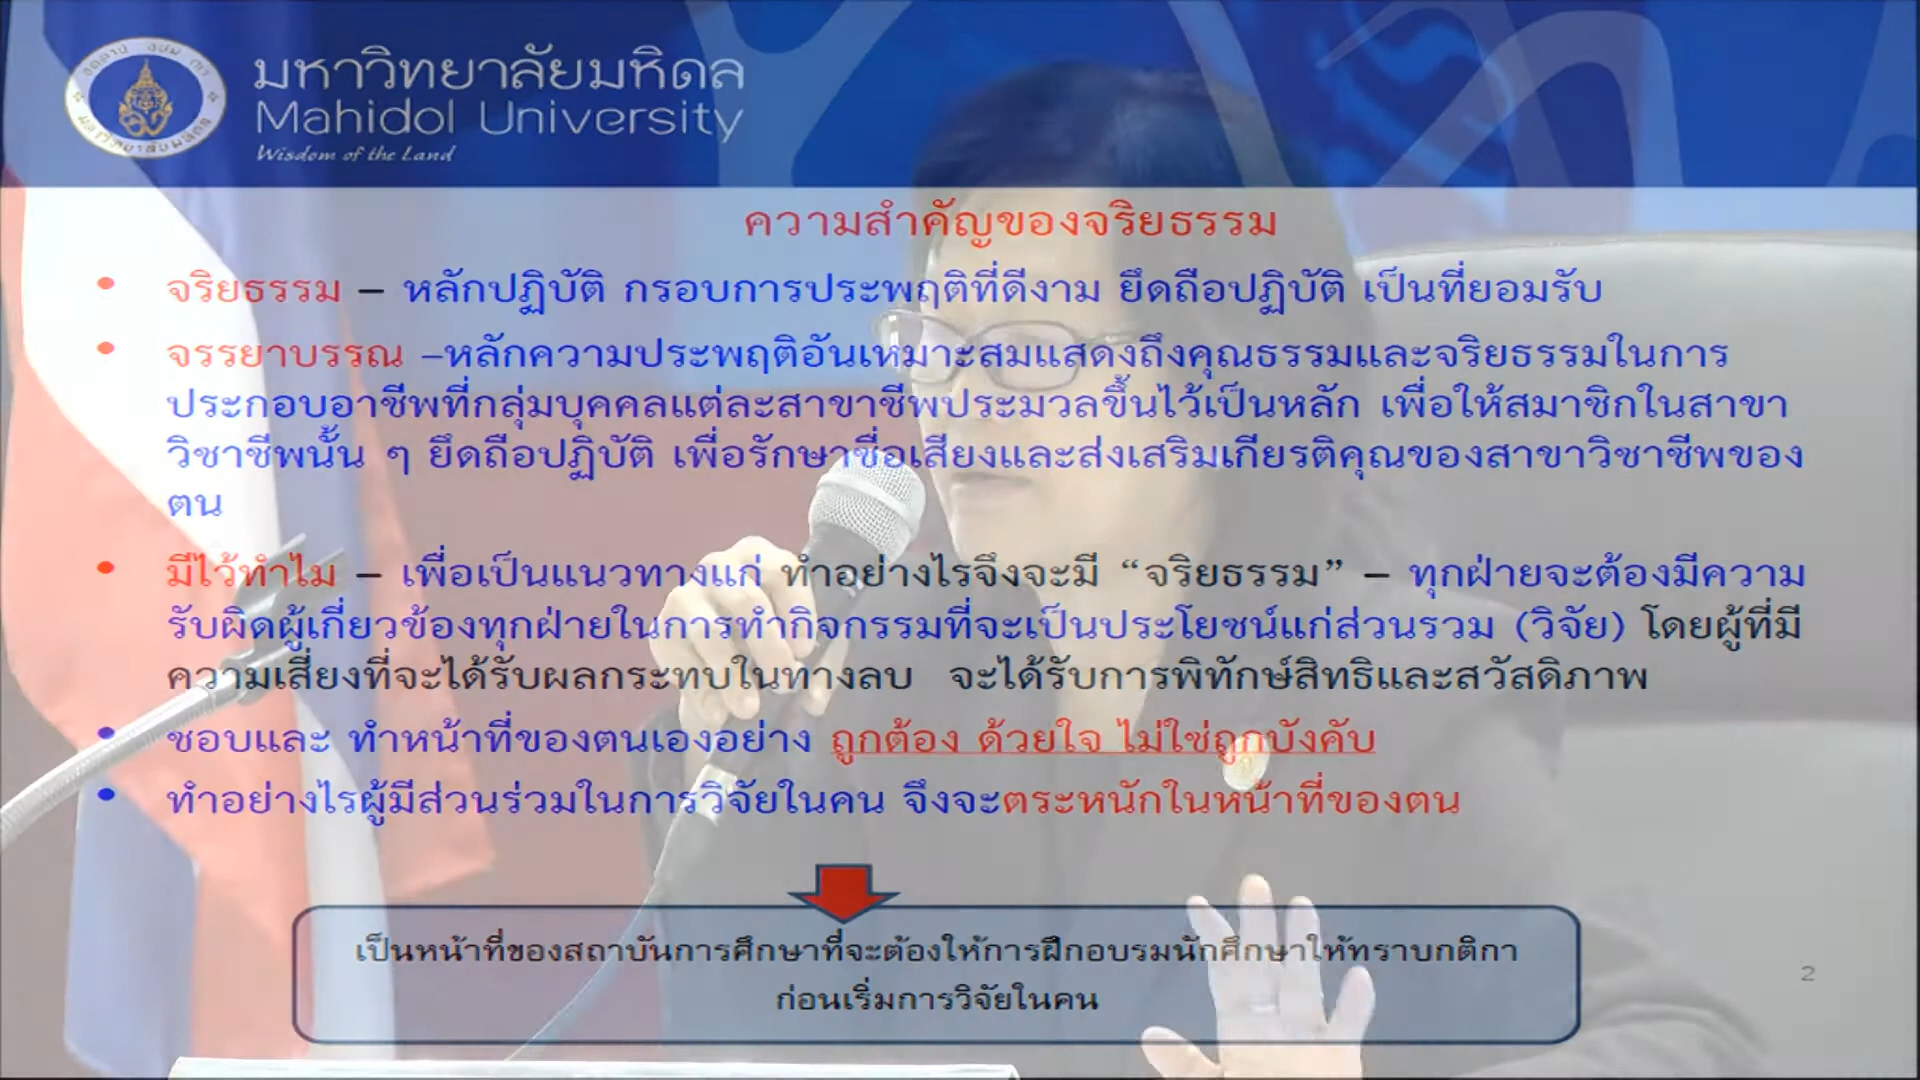 มหาวิทยาลัยมหิดล
Mahidol University
Wisdom of the Land
ความสำคัญของจริยธรรม
• จริยธรรม – หลักปฏิบัติ กรอบการประพฤติที่ดีงาม ยึดถือปฏิบัติ เป็นที่ยอมรับ
• จรรยาบรรณ –หลักความประพฤติอันเหมาะสมแสดงถึงคุณธรรมและจริยธรรมในการ
ประกอบอาชีพที่กลุ่มบุคคลแต่ละสาขาชีพประมวลขึ้นไว้เป็นหลัก เพื่อให้สมาชิกในสาขา
วิชาชีพนั้น ๆ ยึดถือปฏิบัติ เพื่อรักษาชื่อเสียงและส่งเสริมเกียรติคุณของสาขาวิชาชีพของ
ตน
• มีไว้ทำไม – เพื่อเป็นแนวทางแก่ ทำอย่างไรจึงจะมี “จริยธรรม” – ทุกฝ่ายจะต้องมีความ
รับผิดผู้เกี่ยวข้องทุกฝ่ายในการทำกิจกรรมที่จะเป็นประโยชน์แก่ส่วนรวม (วิจัย) โดยผู้ที่มี
ความเสี่ยงที่จะได้รับผลกระทบในทางลบ จะได้รับการพิทักษ์สิทธิและสวัสดิภาพ
• ชอบและ ทำหน้าที่ของตนเองอย่าง ถูกต้อง ด้วยใจ ไม่ใช่ถูกบังคับ
• ทำอย่างไรผู้มีส่วนร่วมในการวิจัยในคน จึงจะตระหนักในหน้าที่ของตน
เป็นหน้าที่ของสถาบันการศึกษาที่จะต้องให้การฝึกอบรมนักศึกษาให้ทราบกติกา
ก่อนเริ่มการวิจัยในคน
2